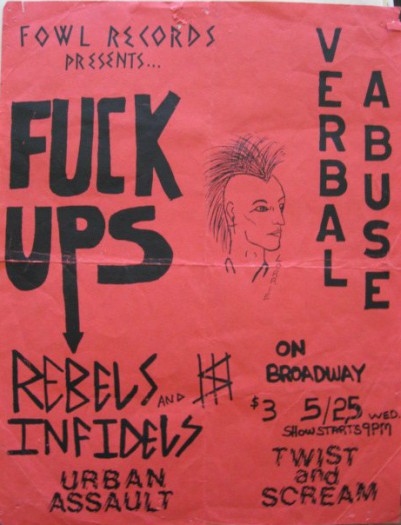 FOWL RECORDS
PRESENTS...
FUCK
UPS
VERBAL
ABUSE
REBELS AND
INFIDELS
URBAN
ASSAULT
ON
BROADWAY
$3 5/25 WED.
SHOW STARTS 9PM
TWIST
and
SCREAM